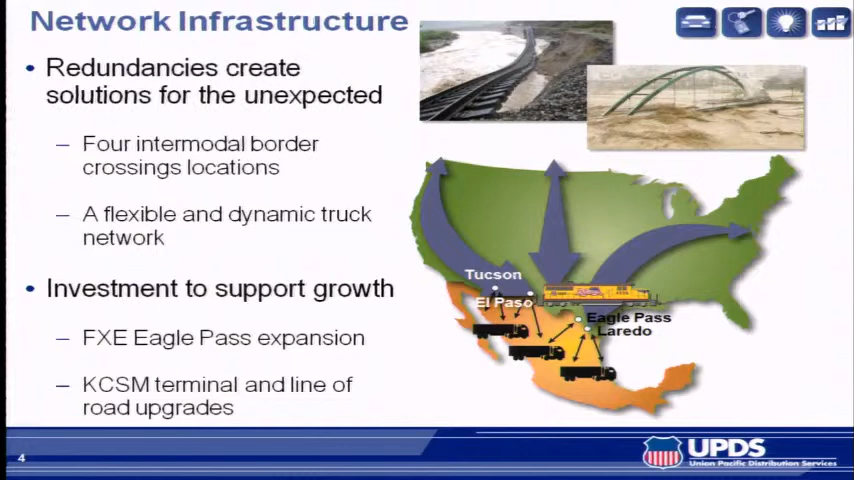 Network Infrastructure
• Redundancies create
solutions for the unexpected
– Four intermodal border
crossings locations
– A flexible and dynamic truck
network
• Investment to support growth
– FXE Eagle Pass expansion
– KCSM terminal and line of
road upgrades
Tucson
El Paso
Eagle Pass
Laredo
4
UPDS
Union Pacific Distribution Services